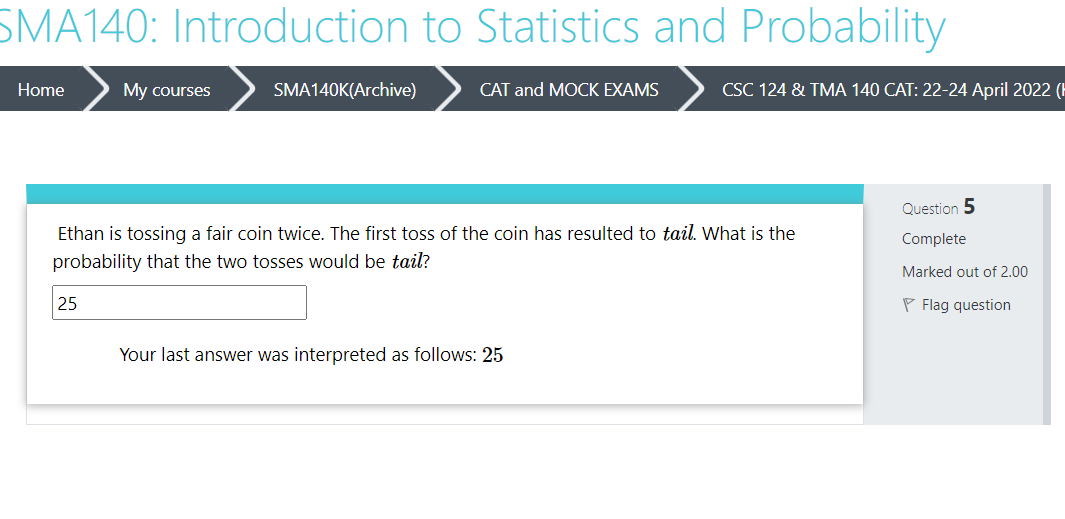 SMA140: Introduction to Statistics and Probability
Home My courses SMA140K(Archive) CAT and MOCK EXAMS CSC 124 & TMA 140 CAT: 22-24 April 2022 (
Question 5
Ethan is tossing a fair coin twice. The first toss of the coin has resulted to tail. What is the
Complete
probability that the two tosses would be tail?
Marked out of 2.00
25
Flag question
Your last answer was interpreted as follows: 25